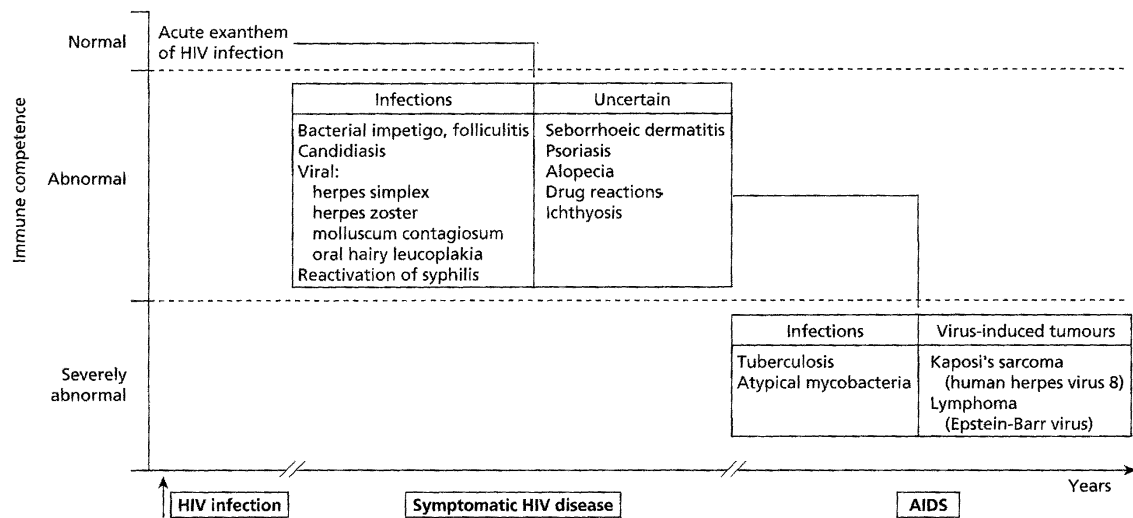 Immune competence
Normal
Acute exanthem
of HIV infection
Abnormal
Infections
Bacterial impetigo, folliculitis
Candidiasis
Viral:
herpes simplex
herpes zoster
molluscum contagiosum
oral hairy leucoplakia
Reactivation of syphilis
Uncertain
Seborrhoeic dermatitis
Psoriasis
Alopecia
Drug reactions
Ichthyosis
Severely
abnormal
Infections
Tuberculosis
Atypical mycobacteria
Virus-induced tumours
Kaposi's sarcoma
(human herpes virus 8)
Lymphoma
(Epstein-Barr virus)
Years
HIV infection
Symptomatic HIV disease
AIDS